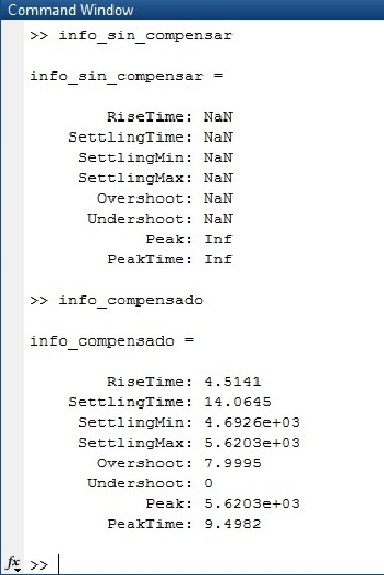 Command Window
>> info_sin_compensar
info_sin_compensar =
RiseTime: NaN
SettlingTime: NaN
SettlingMin: NaN
SettlingMax: NaN
Overshoot: NaN
Undershoot: NaN
Peak: Inf
PeakTime: Inf
>> info_compensado
info_compensado =
RiseTime: 4.5141
SettlingTime: 14.0645
SettlingMin: 4.6926e+03
SettlingMax: 5.6203e+03
Overshoot: 7.9995
Undershoot: 0
Peak: 5.6203e+03
PeakTime: 9.4982
fx >>